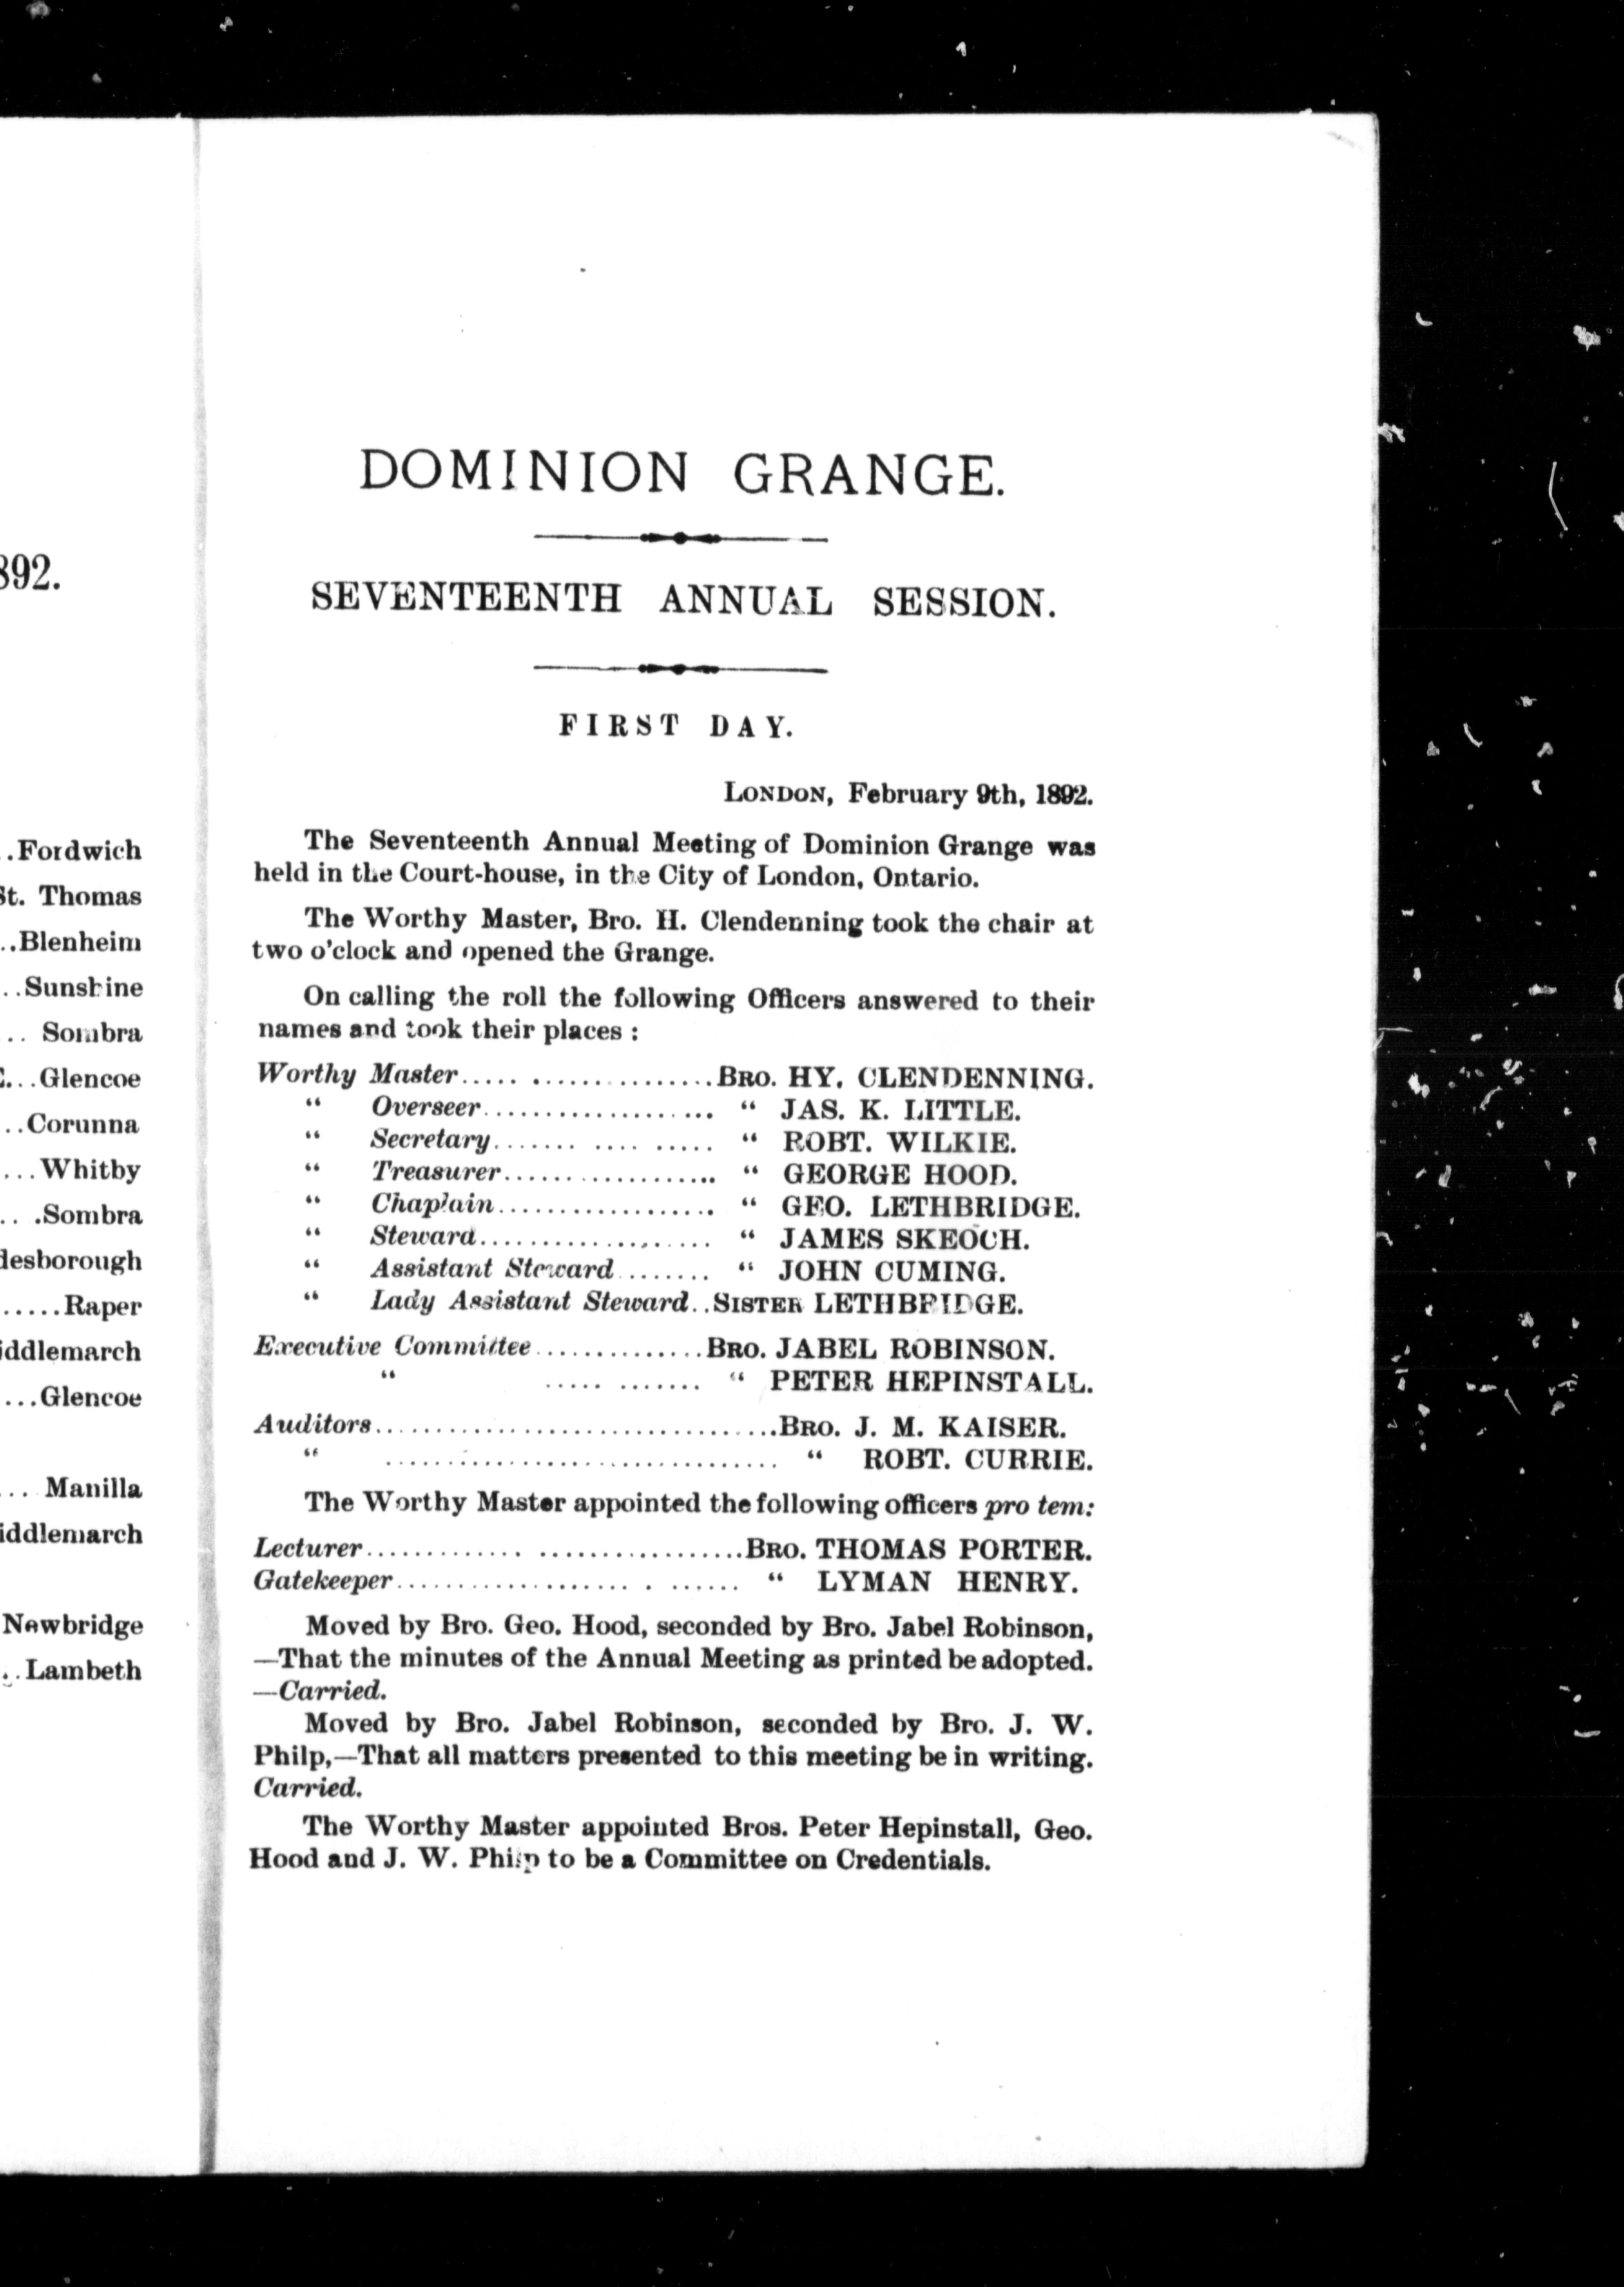 892.
..Fordwich
St. Thomas
..Blenheim
..Sunshine
.. Sombra
...Glencoe
..Corunna
...Whitby
.. .Sombra
desborough
.....Raper
iddlemarch
...Glencoe
... Manilla
iddlemarch
Newbridge
..Lambeth
DOMINION GRANGE.
SEVENTEENTH ANNUAL SESSION.
FIRST DAY.
LONDON, February 9th, 1892.
The Seventeenth Annual Meeting of Dominion Grange was
held in the Court-house, in the City of London, Ontario.
The Worthy Master, Bro. H. Clendenning took the chair at
two o'clock and opened the Grange.
On calling the roll the following Officers answered to their
names and took their places :
Worthy Master..................... BRO. HY. CLENDENNING.
" Overseer.................... " JAS. K. LITTLE.
" Secretary................... " ROBT. WILKIE.
" Treasurer.................. " GEORGE HOOD.
" Chaplain.................. " GEO. LETHBRIDGE.
" Steward................... " JAMES SKEOCH.
" Assistant Steward........ " JOHN CUMING.
" Lady Assistant Steward..SISTER LETHBRIDGE.
Executive Committee..............BRO. JABEL ROBINSON.
" ............ " PETER HEPINSTALL.
Auditors..................................BRO. J. M. KAISER.
" ................................. " ROBT. CURRIE.
The Worthy Master appointed the following officers pro tem:
Lecturer..............................BRO. THOMAS PORTER.
Gatekeeper........................... " LYMAN HENRY.
Moved by Bro. Geo. Hood, seconded by Bro. Jabel Robinson,
—That the minutes of the Annual Meeting as printed be adopted.
—Carried.
Moved by Bro. Jabel Robinson, seconded by Bro. J. W.
Philp,—That all matters presented to this meeting be in writing.
Carried.
The Worthy Master appointed Bros. Peter Hepinstall, Geo.
Hood and J. W. Philp to be a Committee on Credentials.